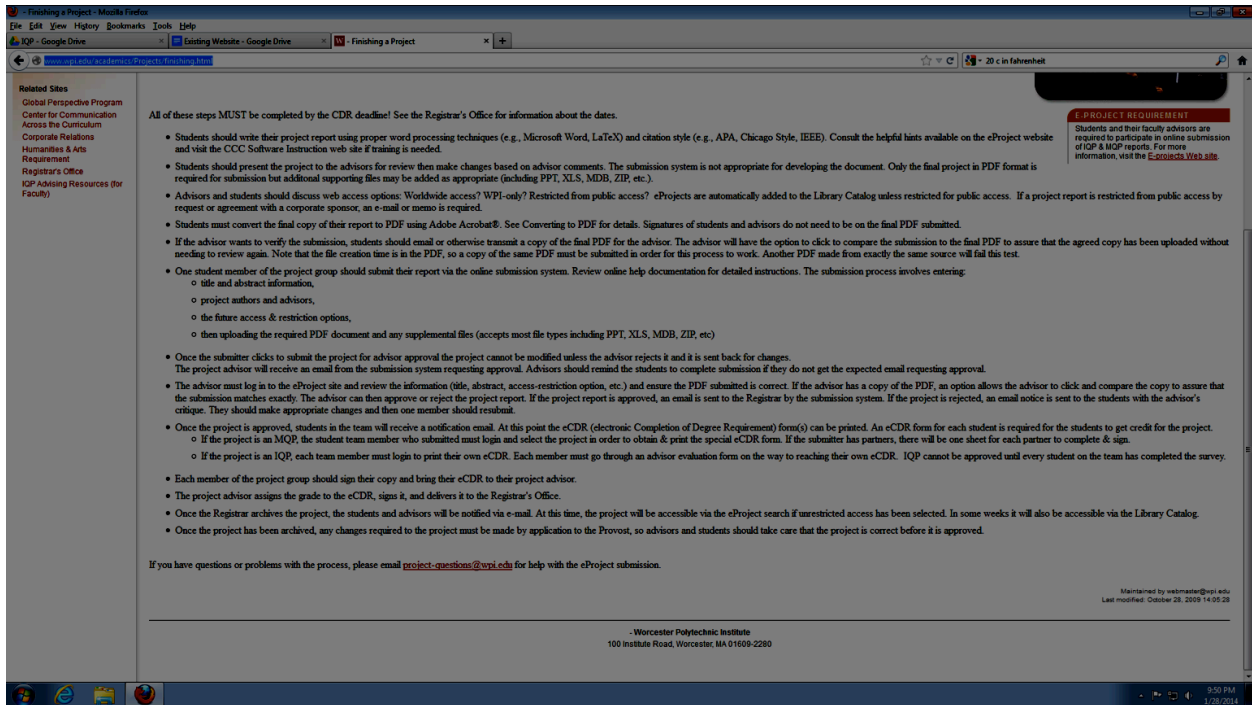 - Finishing a Project - Mozilla Firefox
File Edit View History Bookmarks Tools Help
IQP - Google Drive
Existing Website - Google Drive
W - Finishing a Project
www.wpi.edu/academics/Projects/finishing.html
20 c in fahrenheit
Related Sites
Global Perspective Program
Center for Communication
Across the Curriculum
Corporate Relations
Humanities & Arts
Requirement
Registrar's Office
IQP Advising Resources (for
Faculty)
E-PROJECT REQUIREMENT
Students and their faculty advisors are
required to participate in online submission
of IQP & MQP reports. For more
information, visit the E-projects Web site.
All of these steps MUST be completed by the CDR deadline! See the Registrar's Office for information about the dates.
• Students should write their project report using proper word processing techniques (e.g., Microsoft Word, LaTeX) and citation style (e.g., APA, Chicago Style, IEEE). Consult the helpful hints available on the eProject website
and visit the CCC Software Instruction web site if training is needed.
• Students should present the project to the advisors for review then make changes based on advisor comments. The submission system is not appropriate for developing the document. Only the final project in PDF format is
required for submission but additonal supporting files may be added as appropriate (including PPT, XLS, MDB, ZIP, etc.).
• Advisors and students should discuss web access options: Worldwide access? WPI-only? Restricted from public access? eProjects are automatically added to the Library Catalog unless restricted for public access. If a project report is restricted from public access by
request or agreement with a corporate sponsor, an e-mail or memo is required.
• Students must convert the final copy of their report to PDF using Adobe Acrobat®. See Converting to PDF for details. Signatures of students and advisors do not need to be on the final PDF submitted.
• If the advisor wants to verify the submission, students should email or otherwise transmit a copy of the final PDF for the advisor. The advisor will have the option to click to compare the submission to the final PDF to assure that the agreed copy has been uploaded without
needing to review again. Note that the file creation time is in the PDF, so a copy of the same PDF must be submitted in order for this process to work. Another PDF made from exactly the same source will fail this test.
• One student member of the project group should submit their report via the online submission system. Review online help documentation for detailed instructions. The submission process involves entering:
o title and abstract information,
o project authors and advisors,
o the future access & restriction options,
o then uploading the required PDF document and any supplemental files (accepts most file types including PPT, XLS, MDB, ZIP, etc)
• Once the submitter clicks to submit the project for advisor approval the project cannot be modified unless the advisor rejects it and it is sent back for changes.
The project advisor will receive an email from the submission system requesting approval. Advisors should remind the students to complete submission if they do not get the expected email requesting approval.
• The advisor must log in to the eProject site and review the information (title, abstract, access-restriction option, etc.) and ensure the PDF submitted is correct. If the advisor has a copy of the PDF, an option allows the advisor to click and compare the copy to assure that
the submission matches exactly. The advisor can then approve or reject the project report. If the project report is approved, an email is sent to the Registrar by the submission system. If the project is rejected, an email notice is sent to the students with the advisor's
critique. They should make appropriate changes and then one member should resubmit.
• Once the project is approved, students in the team will receive a notification email. At this point the eCDR (electronic Completion of Degree Requirement) form(s) can be printed. An eCDR form for each student is required for the students to get credit for the project.
o If the project is an MQP, the student team member who submitted must login and select the project in order to obtain & print the special eCDR form. If the submitter has partners, there will be one sheet for each partner to complete & sign.
o If the project is an IQP, each team member must login to print their own eCDR. Each member must go through an advisor evaluation form on the way to reaching their own eCDR. IQP cannot be approved until every student on the team has completed the survey.
• Each member of the project group should sign their copy and bring their eCDR to their project advisor.
• The project advisor assigns the grade to the eCDR, signs it, and delivers it to the Registrar's Office.
• Once the Registrar archives the project, the students and advisors will be notified via e-mail. At this time, the project will be accessible via the eProject search if unrestricted access has been selected. In some weeks it will also be accessible via the Library Catalog.
• Once the project has been archived, any changes required to the project must be made by application to the Provost, so advisors and students should take care that the project is correct before it is approved.
If you have questions or problems with the process, please email project-questions@wpi.edu for help with the eProject submission.
Maintained by webmaster@wpi.edu
Last modified: October 28, 2009 14:05:28
- Worcester Polytechnic Institute
100 Institute Road, Worcester, MA 01609-2280
9:50 PM
1/28/2014